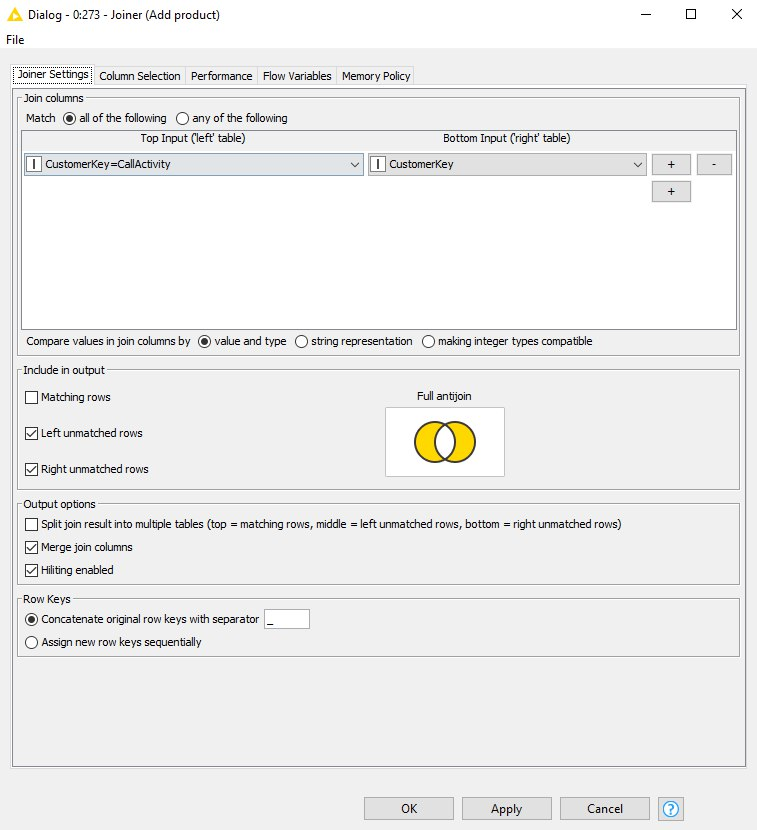 Dialog - 0:273 - Joiner (Add product)
File
Joiner Settings Column Selection Performance Flow Variables Memory Policy
Join columns
Match all of the following any of the following
Top Input ('left' table) Bottom Input ('right' table)
I CustomerKey=CallActivity I CustomerKey + -
+
Compare values in join columns by value and type string representation making integer types compatible
Include in output
Matching rows Full antijoin
Left unmatched rows
Right unmatched rows
Output options
Split join result into multiple tables (top = matching rows, middle = left unmatched rows, bottom = right unmatched rows)
Merge join columns
Hiliting enabled
Row Keys
Concatenate original row keys with separator _
Assign new row keys sequentially
OK Apply Cancel ?